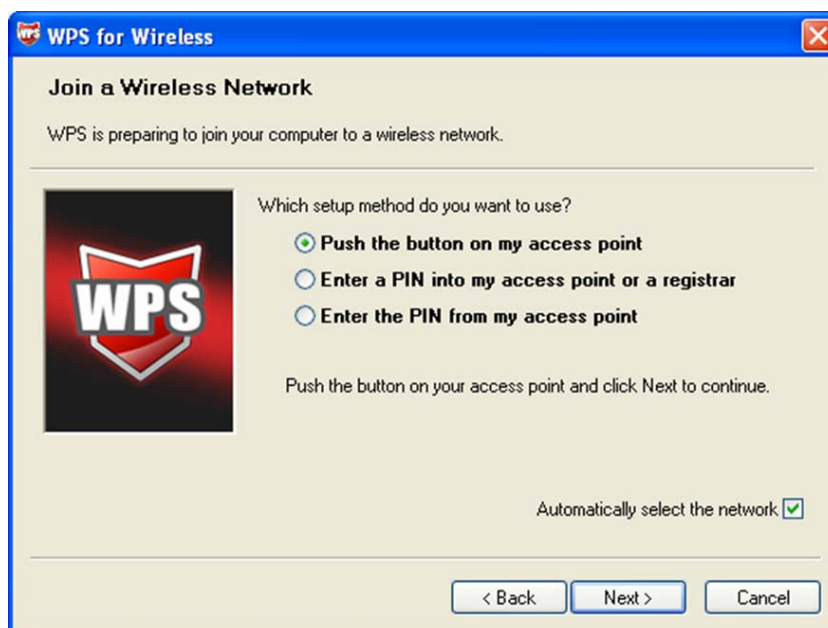 WPS for Wireless
Join a Wireless Network
WPS is preparing to join your computer to a wireless network.
Which setup method do you want to use?
Push the button on my access point
Enter a PIN into my access point or a registrar
Enter the PIN from my access point
WPS
Push the button on your access point and click Next to continue.
Automatically select the network
< Back
Next >
Cancel